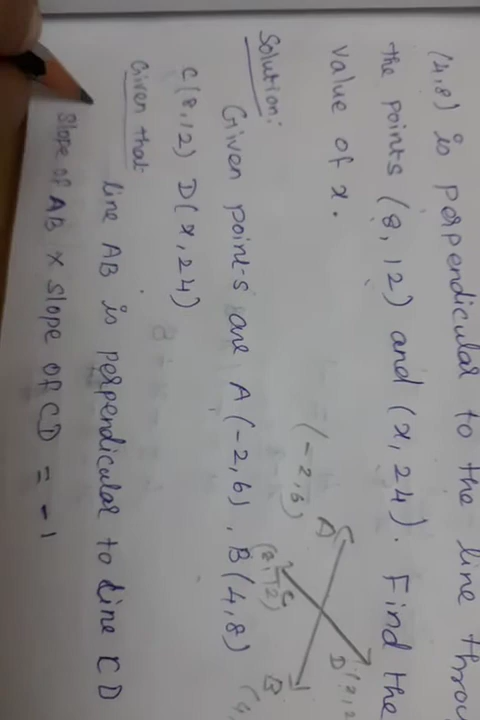 (4,8) is perpendicular to the line
the points (8,12) and (x,24). Find the
value of x.
Solution:
Given points are A(-2,6), B(4,8)
C(8,12) D(x,24)
(-2,6) A
(8,12) C
D
B
Given that
line AB is perpendicular to line CD
Slope of AB × slope of CD = -1